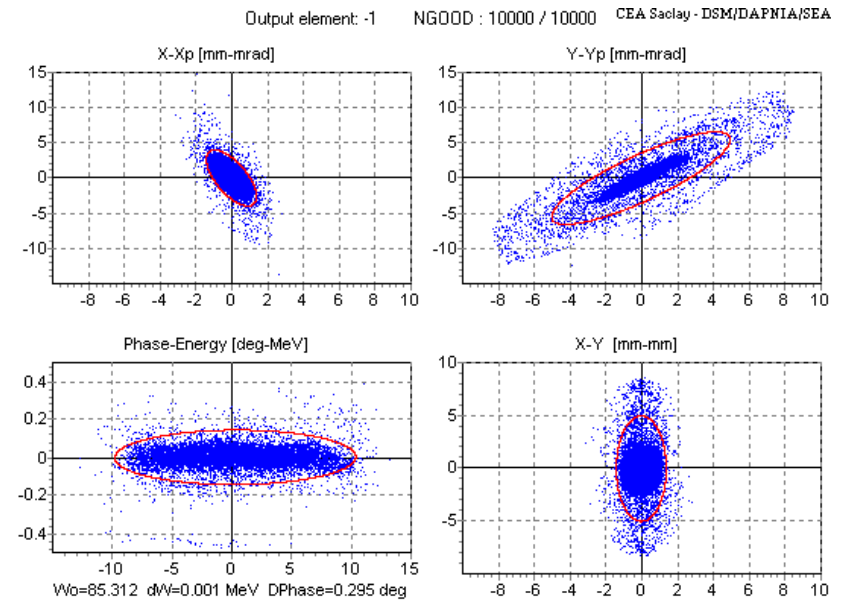 Output element: -1 NGOOD : 10000 / 10000 CEA Saclay - DSM/DAPNIA/SEA
X-Xp [mm-mrad] Y-Yp [mm-mrad]
15 15
10 10
5 5
0 0
-5 -5
-10 -10
-8 -6 -4 -2 0 2 4 6 8 10 -8 -6 -4 -2 0 2 4 6 8 10
Phase-Energy [deg-MeV] X-Y [mm-mm]
10
0.4
0.2 5
0 0
-0.2 -5
-0.4
-10 -5 0 5 10 15 -8 -6 -4 -2 0 2 4 6 8 10
Wo=85.312 dW=0.001 MeV DPhase=0.295 deg